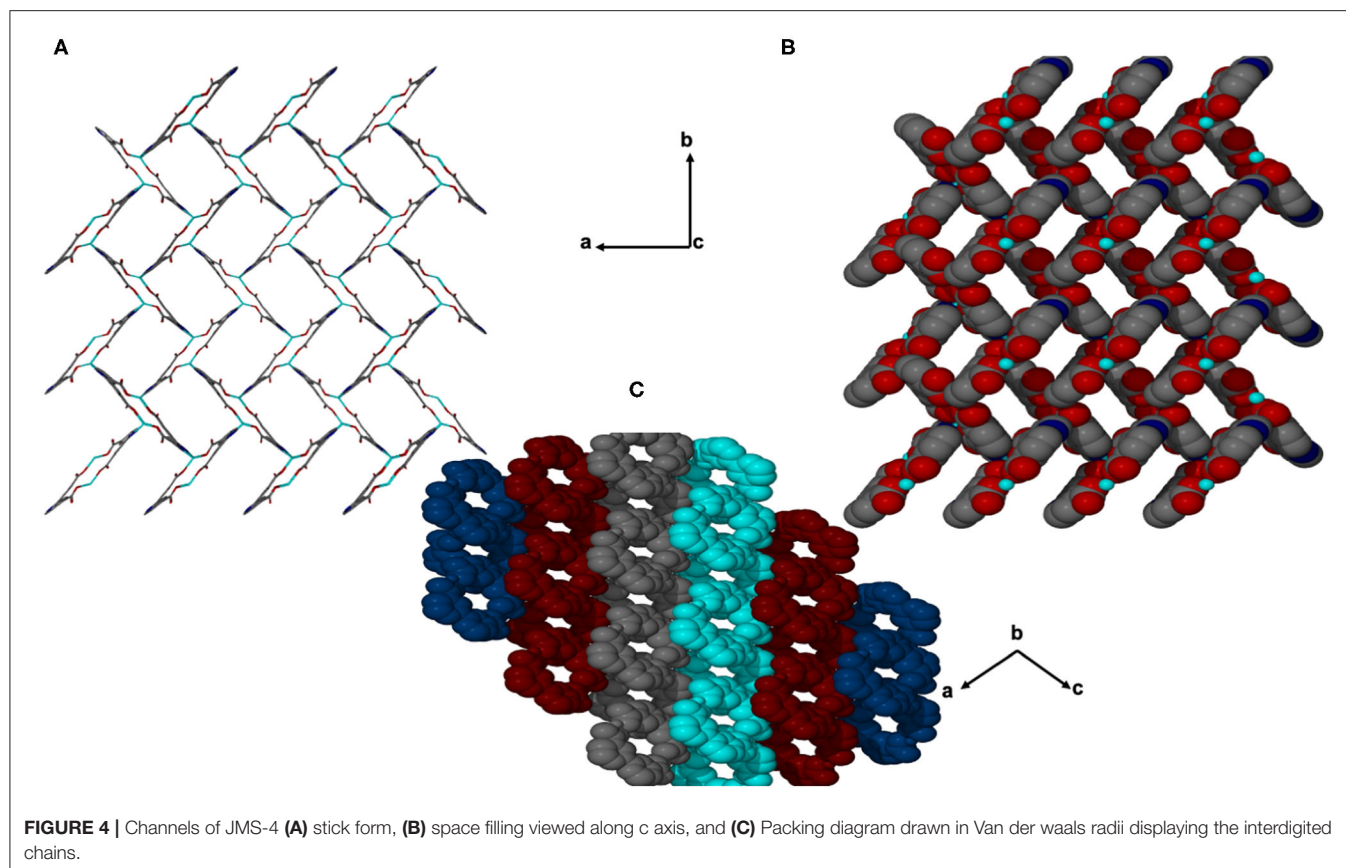 A
B
b
a
c
C
b
a
c
FIGURE 4 | Channels of JMS-4 (A) stick form, (B) space filling viewed along c axis, and (C) Packing diagram drawn in Van der waals radii displaying the interdigited
chains.